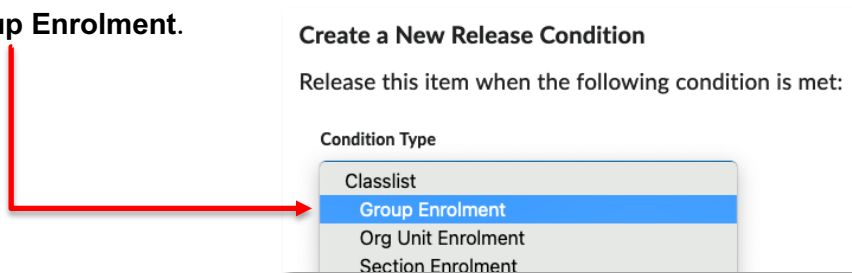 Enrolment.
Create a New Release Condition
Release this item when the following condition is met:
Condition Type
Classlist
Group Enrolment
Org Unit Enrolment
Section Enrolment